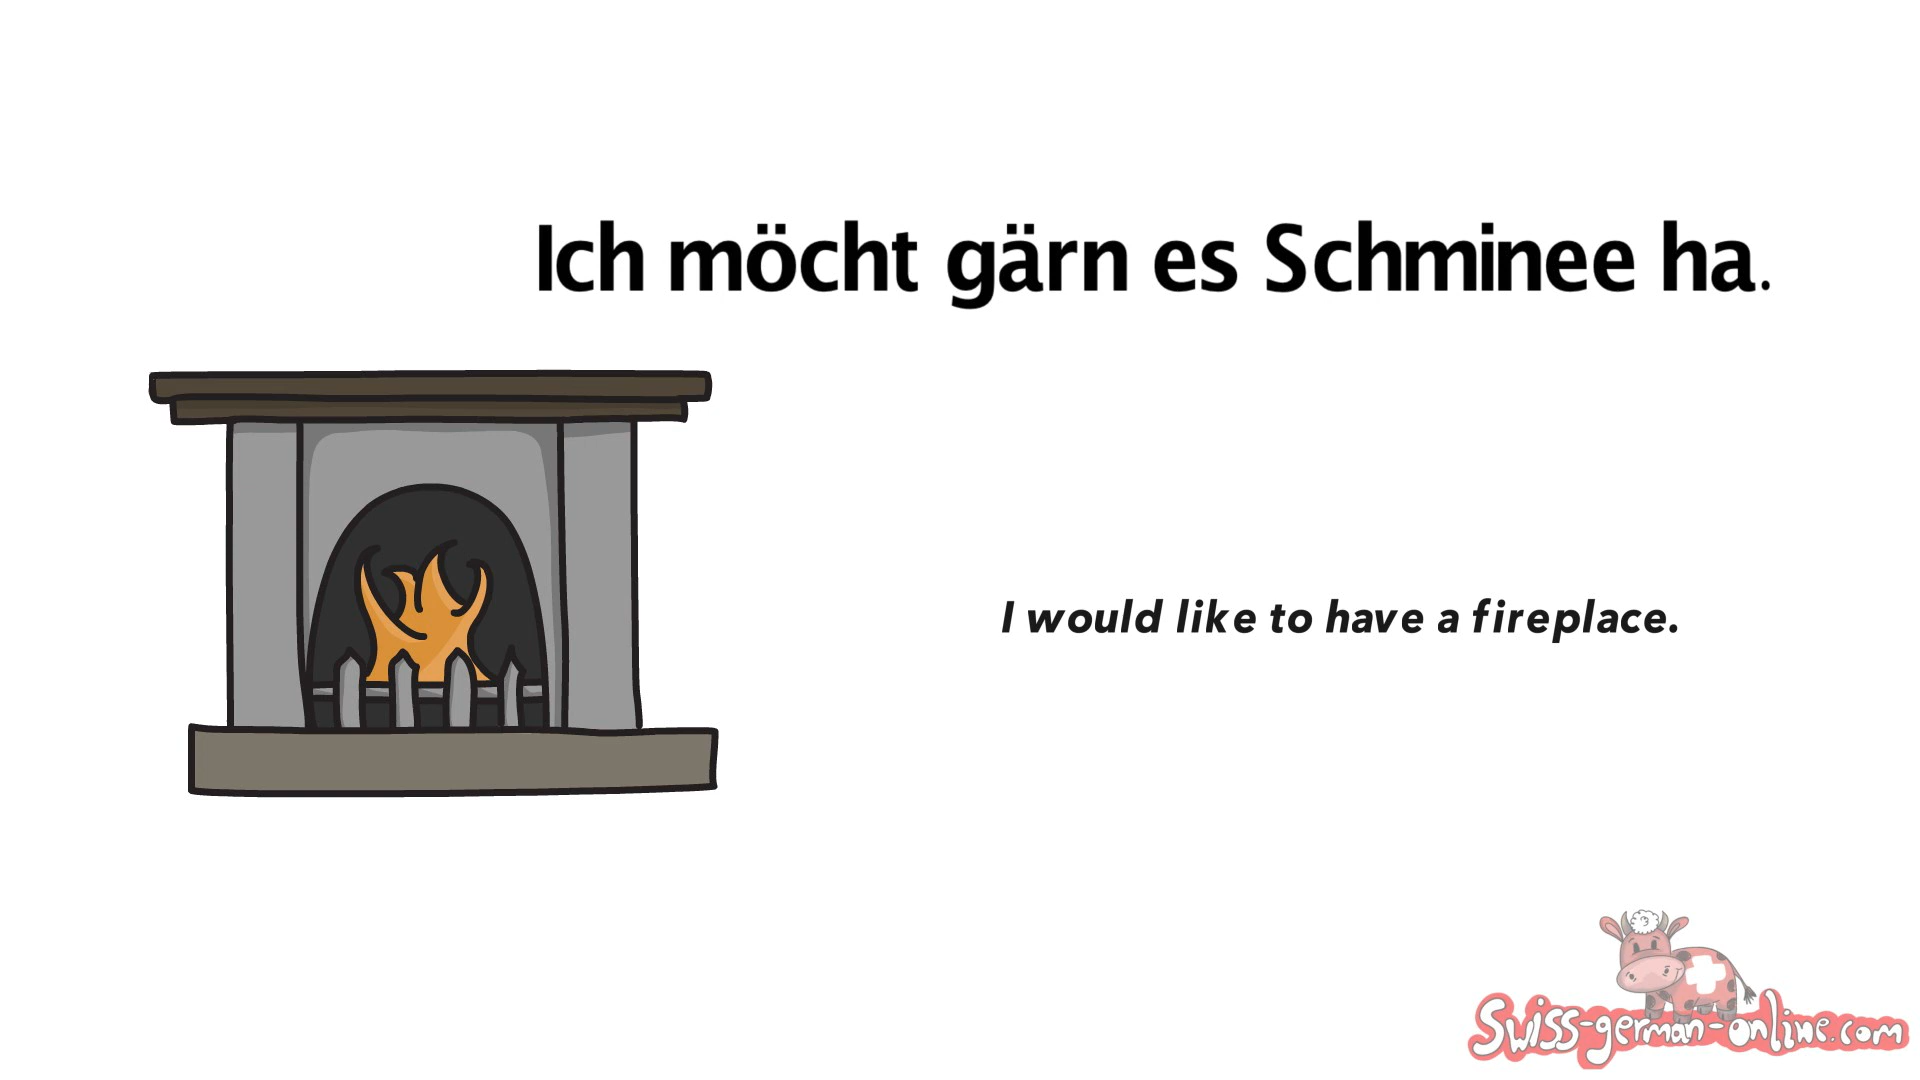 Ich möcht gärn es Schminee ha.
I would like to have a fireplace.
Swiss-german-online.com